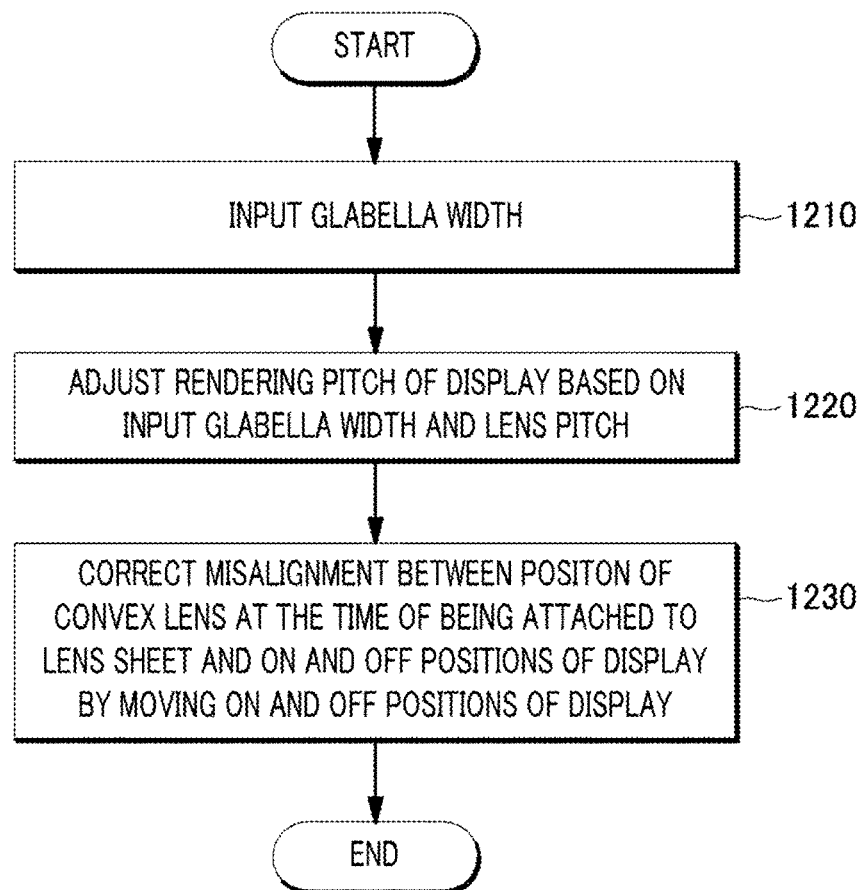 START
INPUT GLABELLA WIDTH
1210
ADJUST RENDERING PITCH OF DISPLAY BASED ON
INPUT GLABELLA WIDTH AND LENS PITCH
1220
CORRECT MISALIGNMENT BETWEEN POSITON OF
CONVEX LENS AT THE TIME OF BEING ATTACHED TO
LENS SHEET AND ON AND OFF POSITIONS OF DISPLAY
BY MOVING ON AND OFF POSITIONS OF DISPLAY
1230
END